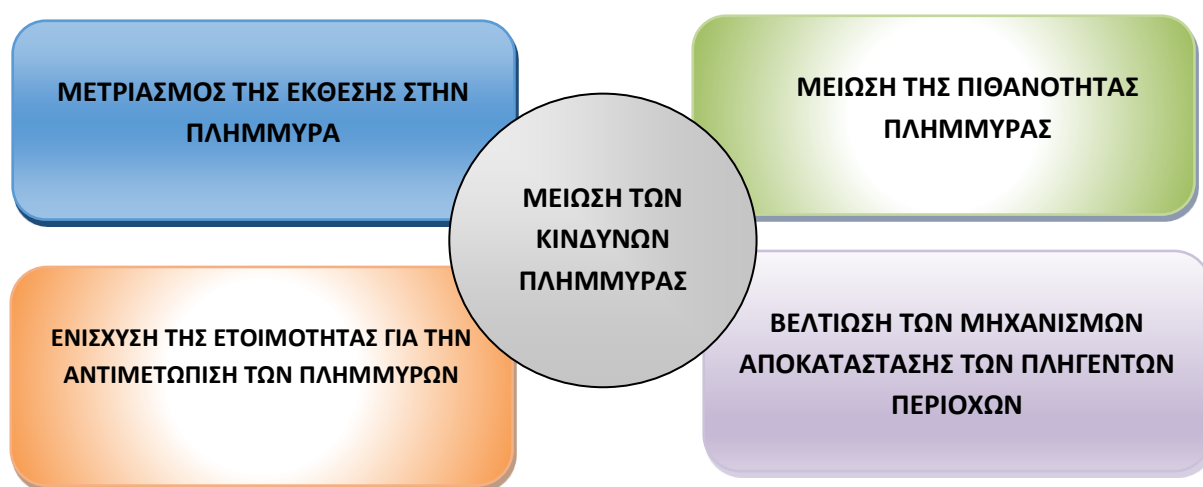 ΜΕΤΡΙΑΣΜΟΣ ΤΗΣ ΕΚΘΕΣΗΣ ΣΤΗΝ
ΠΛΗΜΜΥΡΑ
ΜΕΙΩΣΗ ΤΗΣ ΠΙΘΑΝΟΤΗΤΑΣ
ΠΛΗΜΜΥΡΑΣ
ΜΕΙΩΣΗ ΤΩΝ
ΚΙΝΔΥΝΩΝ
ΠΛΗΜΜΥΡΑΣ
ΕΝΙΣΧΥΣΗ ΤΗΣ ΕΤΟΙΜΟΤΗΤΑΣ ΓΙΑ ΤΗΝ
ΑΝΤΙΜΕΤΩΠΙΣΗ ΤΩΝ ΠΛΗΜΜΥΡΩΝ
ΒΕΛΤΙΩΣΗ ΤΩΝ ΜΗΧΑΝΙΣΜΩΝ
ΑΠΟΚΑΤΑΣΤΑΣΗΣ ΤΩΝ ΠΛΗΓΕΝΤΩΝ
ΠΕΡΙΟΧΩΝ